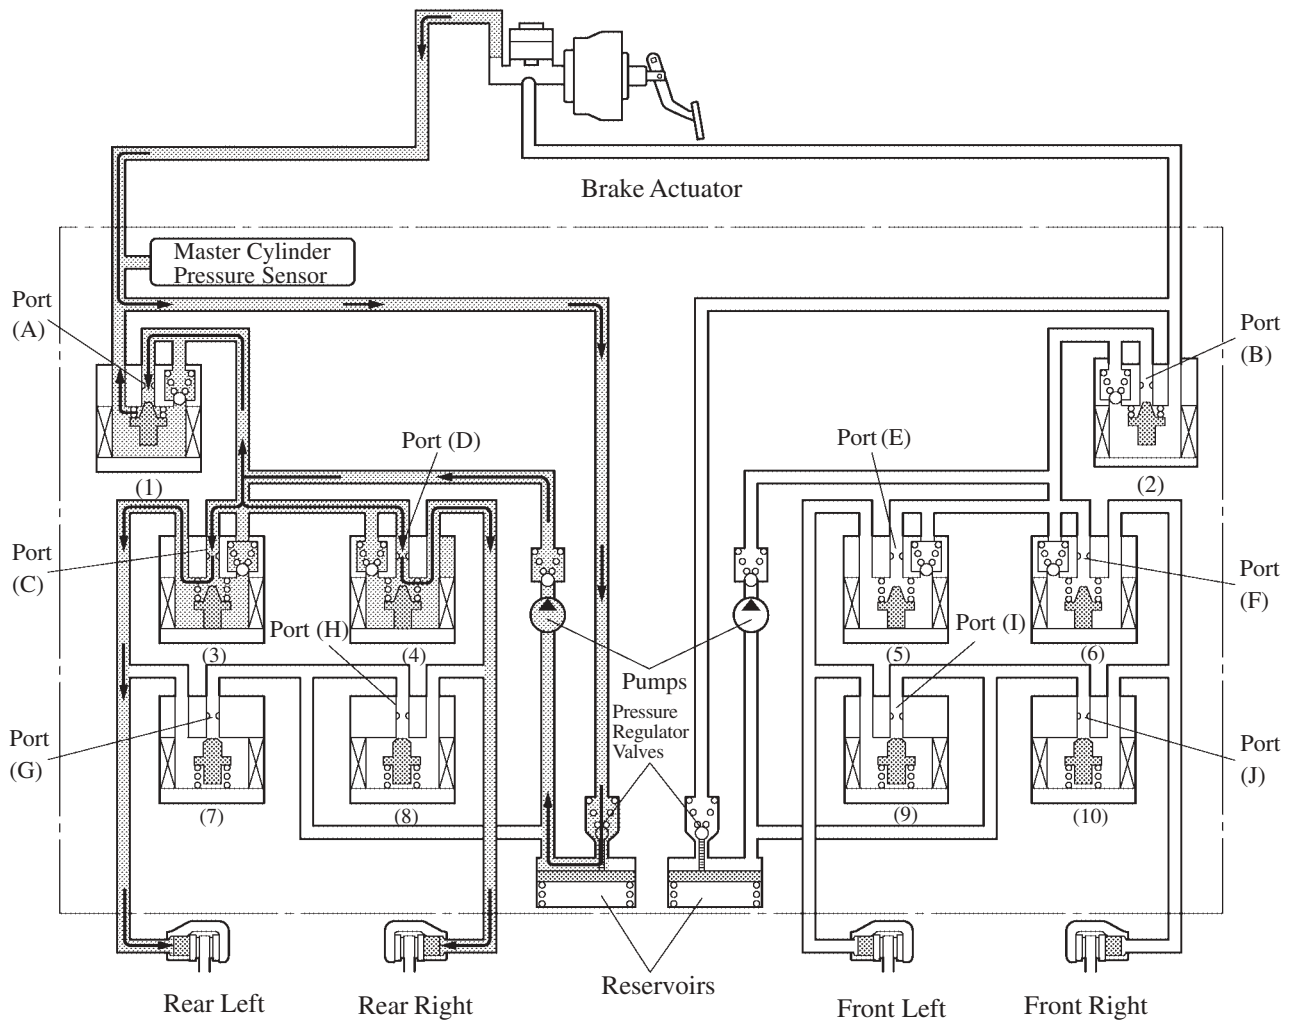 Brake Actuator
Master Cylinder
Pressure Sensor
Port
(A)
Port
(B)
(1)
(2)
Port (D)
Port (E)
Port
(C)
Port
(F)
(3)
(4)
(5)
(6)
Port (H)
Port (I)
Pumps
Pressure
Regulator
Valves
Port
(G)
Port
(J)
(7)
(8)
(9)
(10)
Reservoirs
Rear Left
Rear Right
Front Left
Front Right